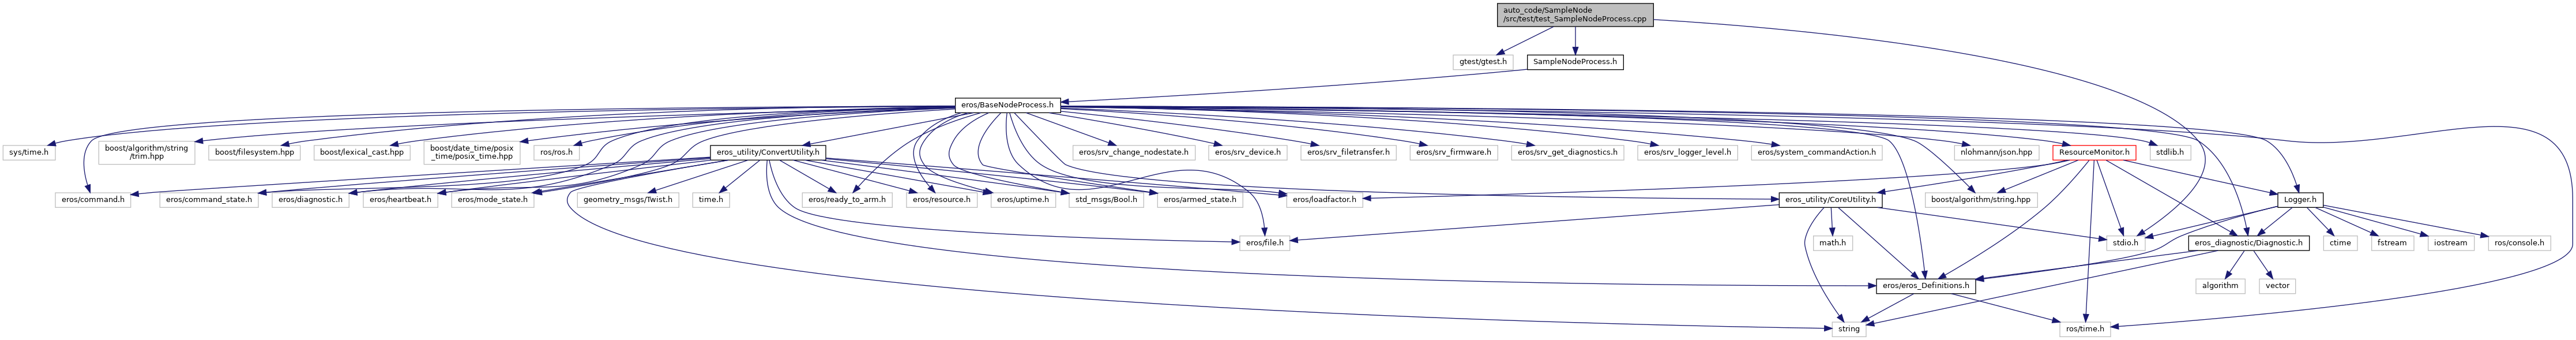 auto_code/SampleNode
/src/test/test_SampleNodeProcess.cpp
gtest/gtest.h
SampleNodeProcess.h
eros/BaseNodeProcess.h
sys/time.h
boost/algorithm/string
/trim.hpp
boost/filesystem.hpp
boost/lexical_cast.hpp
boost/date_time/posix
_time/posix_time.hpp
ros/ros.h
eros_utility/ConvertUtility.h
eros/srv_change_nodestate.h
eros/srv_device.h
eros/srv_filetransfer.h
eros/srv_firmware.h
eros/srv_get_diagnostics.h
eros/srv_logger_level.h
eros/system_commandAction.h
nlohmann/json.hpp
ResourceMonitor.h
stdlib.h
eros/command.h
eros/command_state.h
eros/diagnostic.h
eros/heartbeat.h
eros/mode_state.h
geometry_msgs/Twist.h
time.h
eros/ready_to_arm.h
eros/resource.h
eros/uptime.h
std_msgs/Bool.h
eros/armed_state.h
eros/loadfactor.h
eros_utility/CoreUtility.h
boost/algorithm/string.hpp
Logger.h
eros/file.h
math.h
stdio.h
eros_diagnostic/Diagnostic.h
ctime
fstream
iostream
ros/console.h
eros/eros_Definitions.h
algorithm
vector
string
ros/time.h